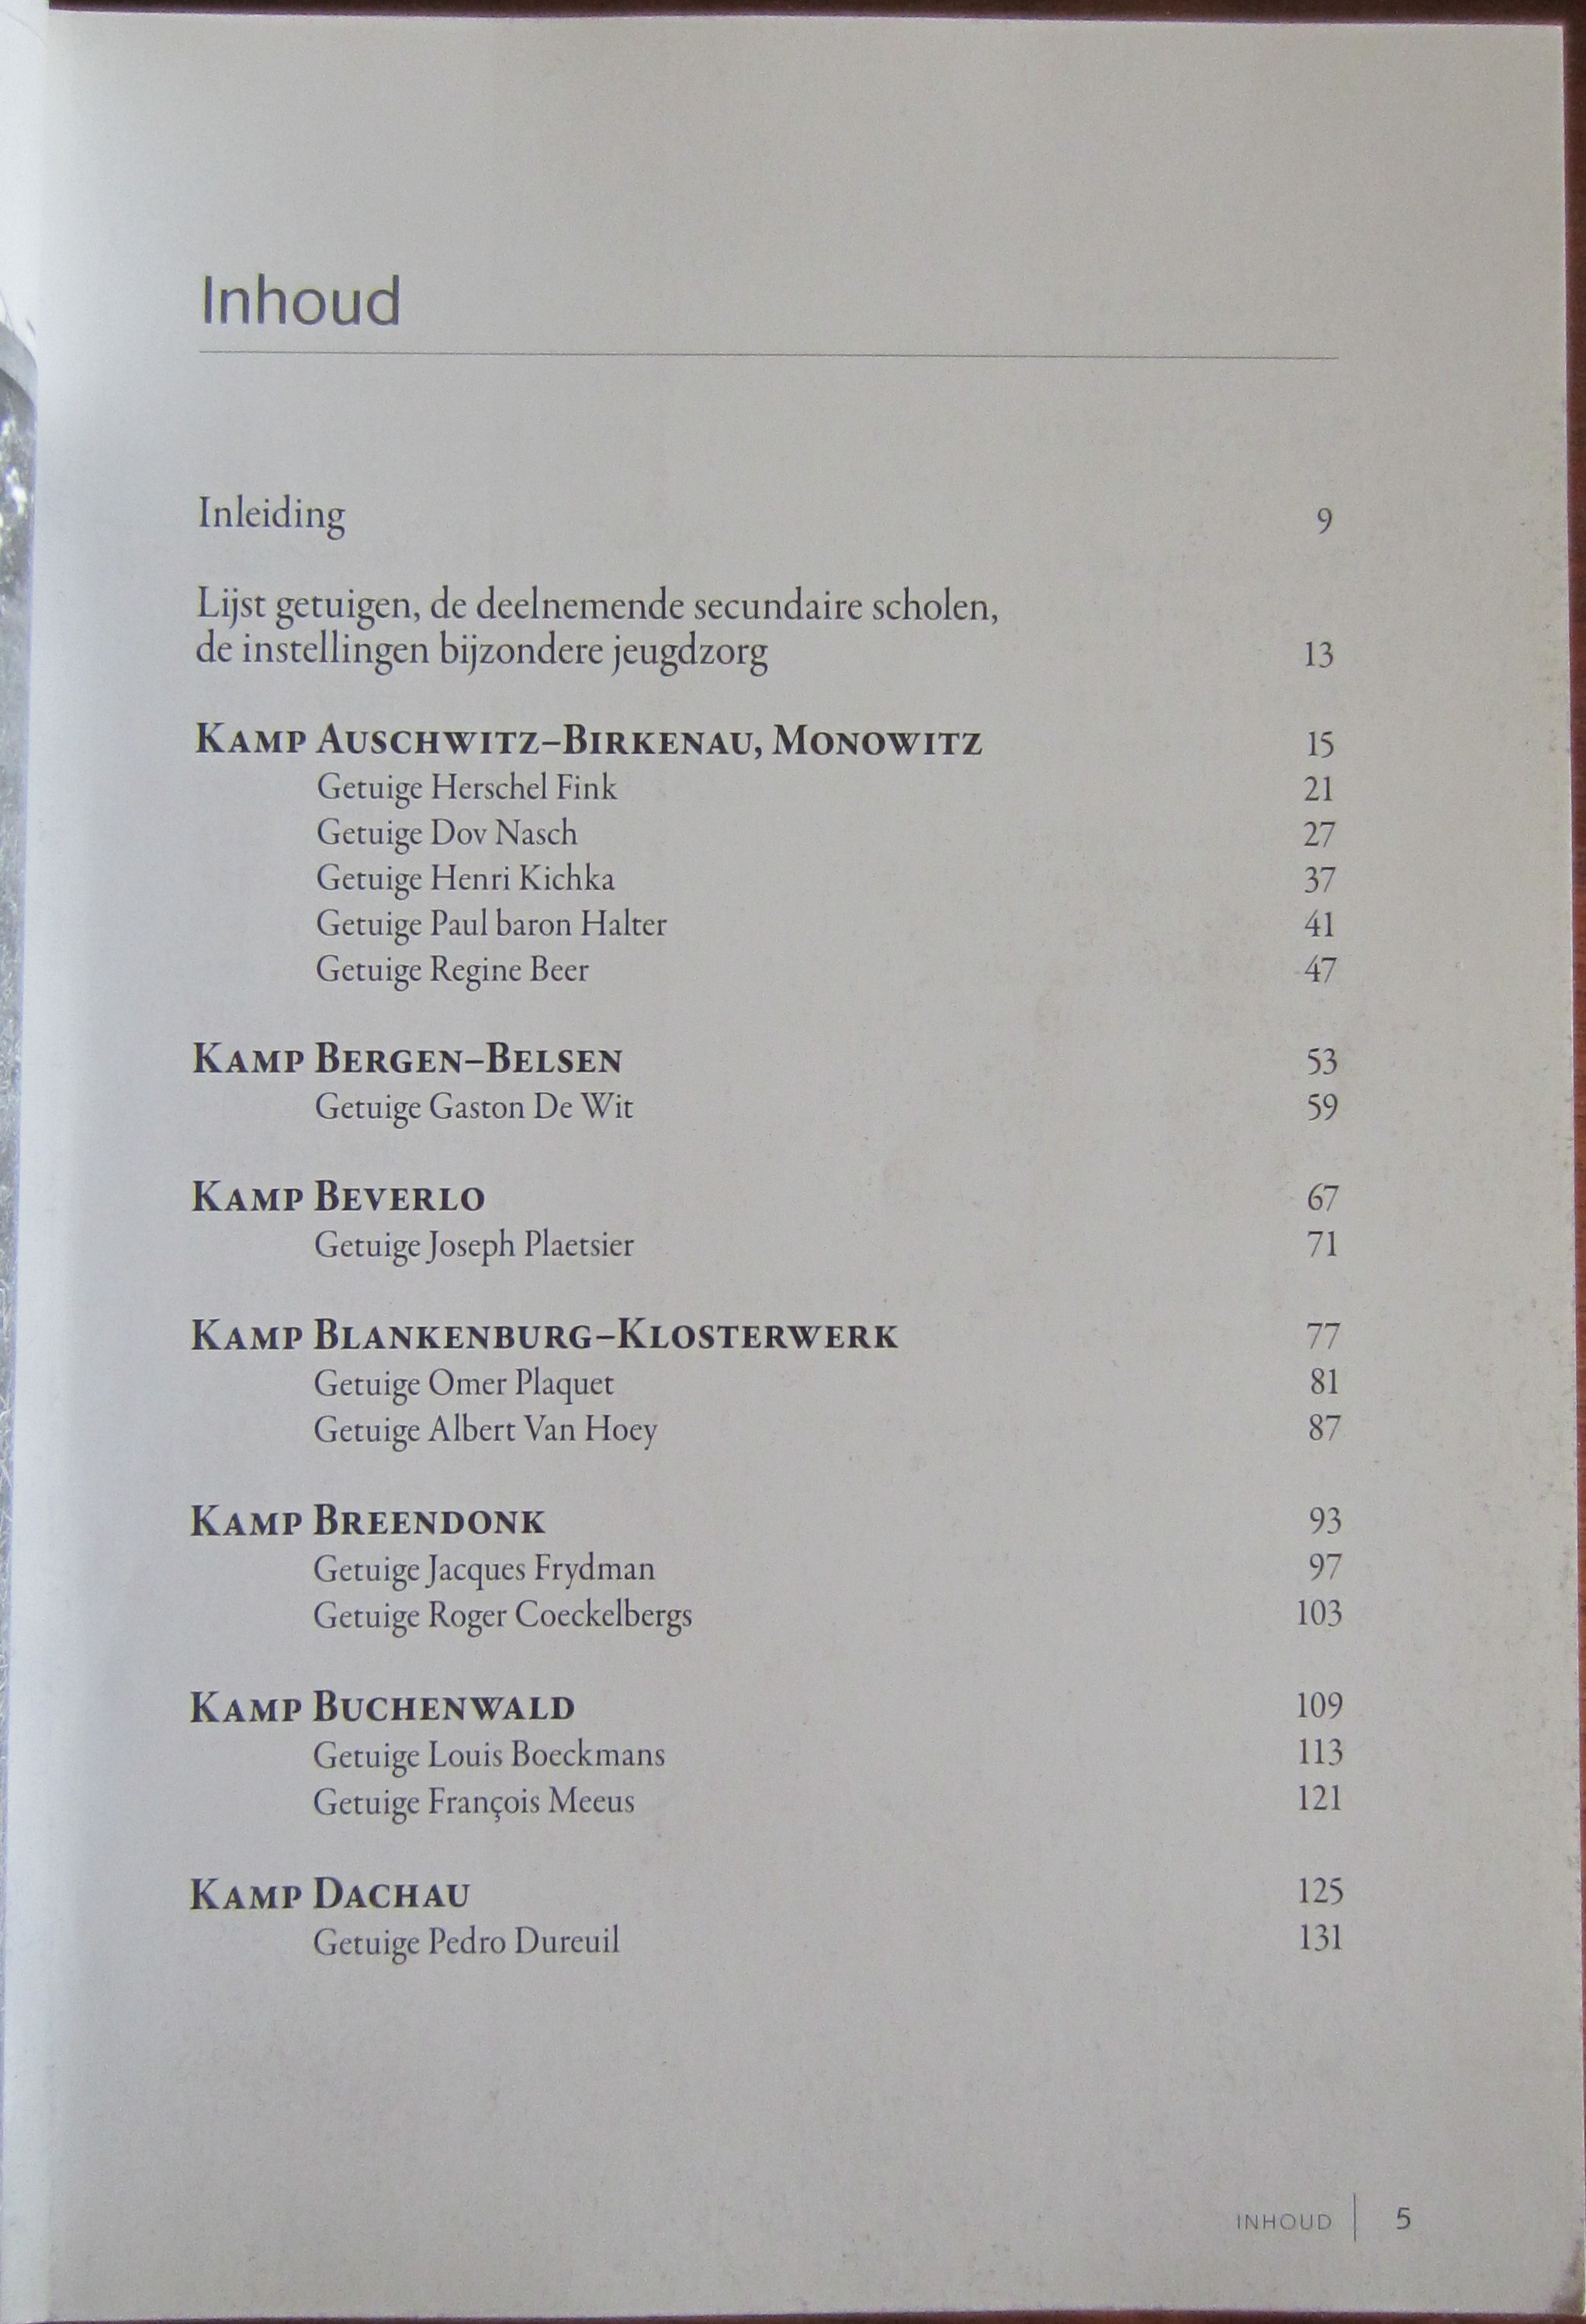 Inhoud
Inleiding 9
Lijst getuigen, de deelnemende secundaire scholen,
de instellingen bijzondere jeugdzorg 13
KAMP AUSCHWITZ–BIRKENAU, MONOWITZ 15
Getuige Herschel Fink 21
Getuige Dov Nasch 27
Getuige Henri Kichka 37
Getuige Paul baron Halter 41
Getuige Regine Beer 47
KAMP BERGEN–BELSEN 53
Getuige Gaston De Wit 59
KAMP BEVERLO 67
Getuige Joseph Plaetsier 71
KAMP BLANKENBURG–KLOSTERWERK 77
Getuige Omer Plaquet 81
Getuige Albert Van Hoey 87
KAMP BREENDONK 93
Getuige Jacques Frydman 97
Getuige Roger Coeckelbergs 103
KAMP BUCHENWALD 109
Getuige Louis Boeckmans 113
Getuige François Meeus 121
KAMP DACHAU 125
Getuige Pedro Dureuil 131
INHOUD | 5